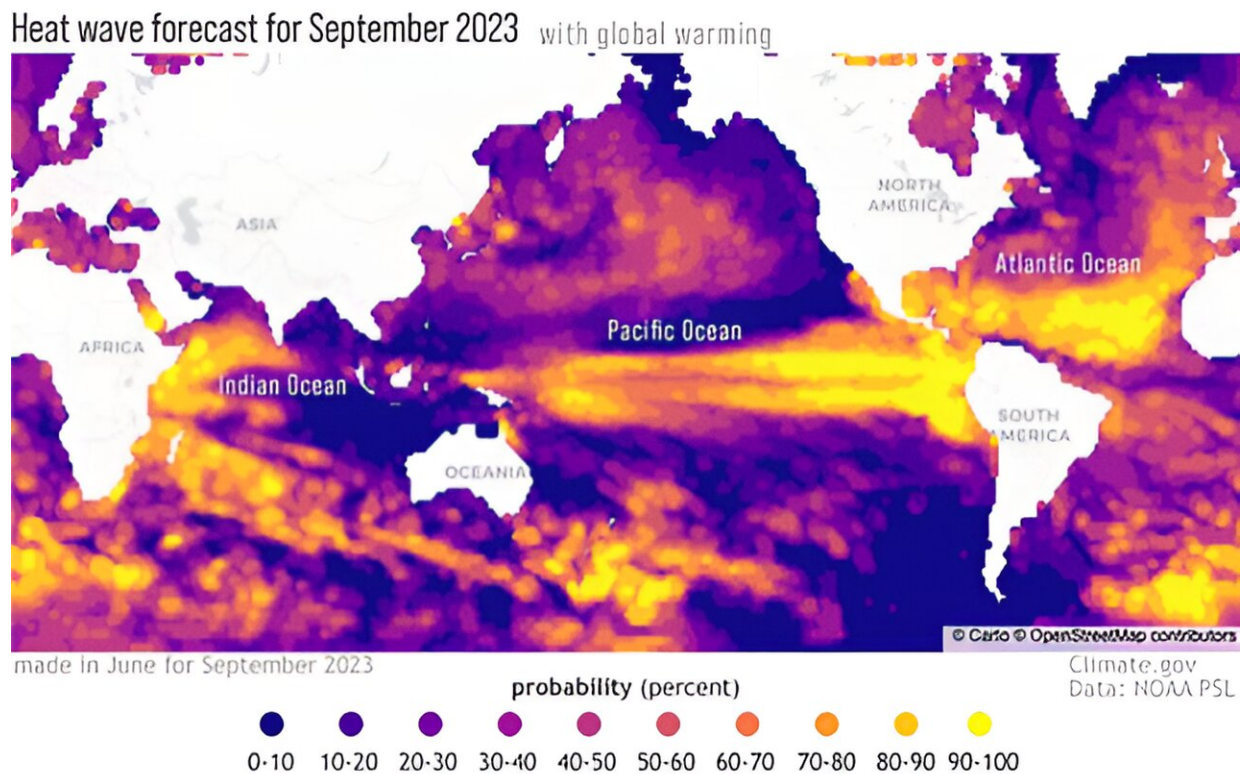 Heat wave forecast for September 2023 with global warming
NORTH
AMERICA
ASIA
Atlantic Ocean
Pacific Ocean
AFRICA
Indian Ocean
SOUTH
AMERICA
OCEANIA
© Carto © OpenStreetMap contributors
made in June for September 2023
Climate.gov
Data: NOAA PSL
probability (percent)
0-10 10-20 20-30 30-40 40-50 50-60 60-70 70-80 80-90 90-100